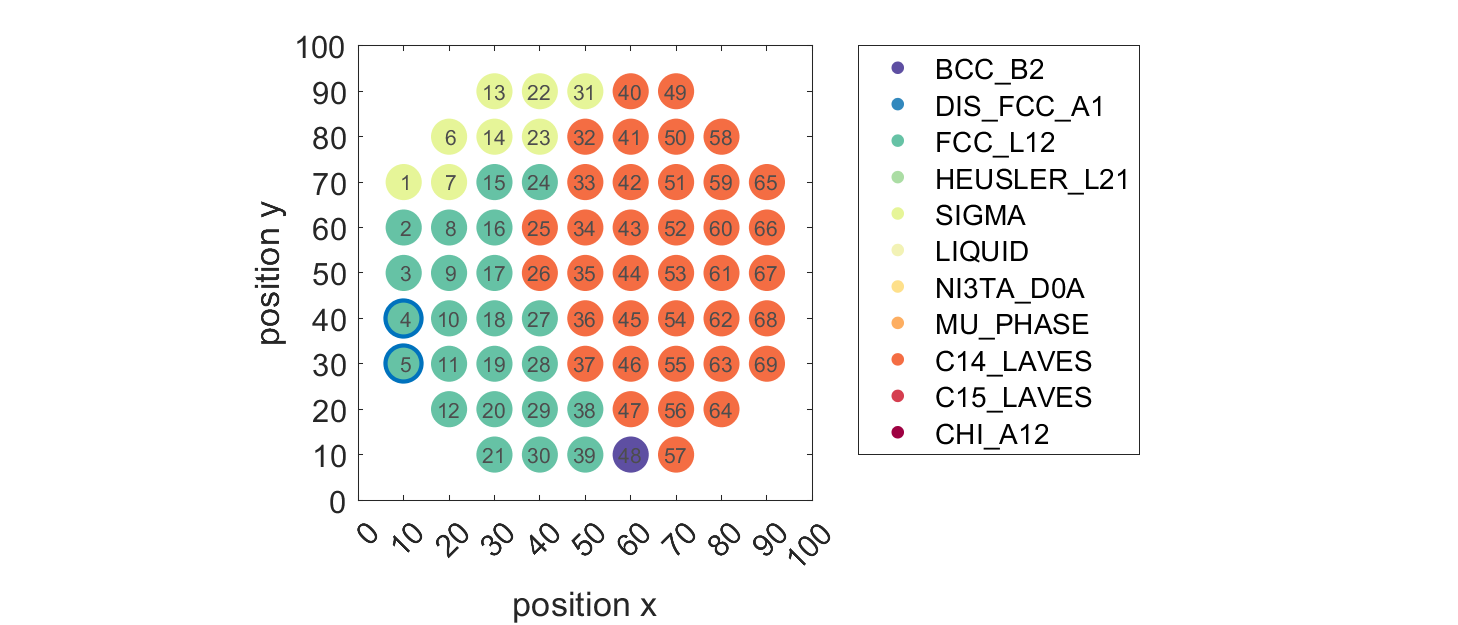 100
90
80
70
60
50
40
30
20
10
0
position y
13 22 31 40 49
6 14 23 32 41 50 58
1 7 15 24 33 42 51 59 65
2 8 16 25 34 43 52 60 66
3 9 17 26 35 44 53 61 67
4 10 18 27 36 45 54 62 68
5 11 19 28 37 46 55 63 69
12 20 29 38 47 56 64
21 30 39 48 57
0 10 20 30 40 50 60 70 80 90 100
position x
BCC_B2
DIS_FCC_A1
FCC_L12
HEUSLER_L21
SIGMA
LIQUID
NI3TA_D0A
MU_PHASE
C14_LAVES
C15_LAVES
CHI_A12